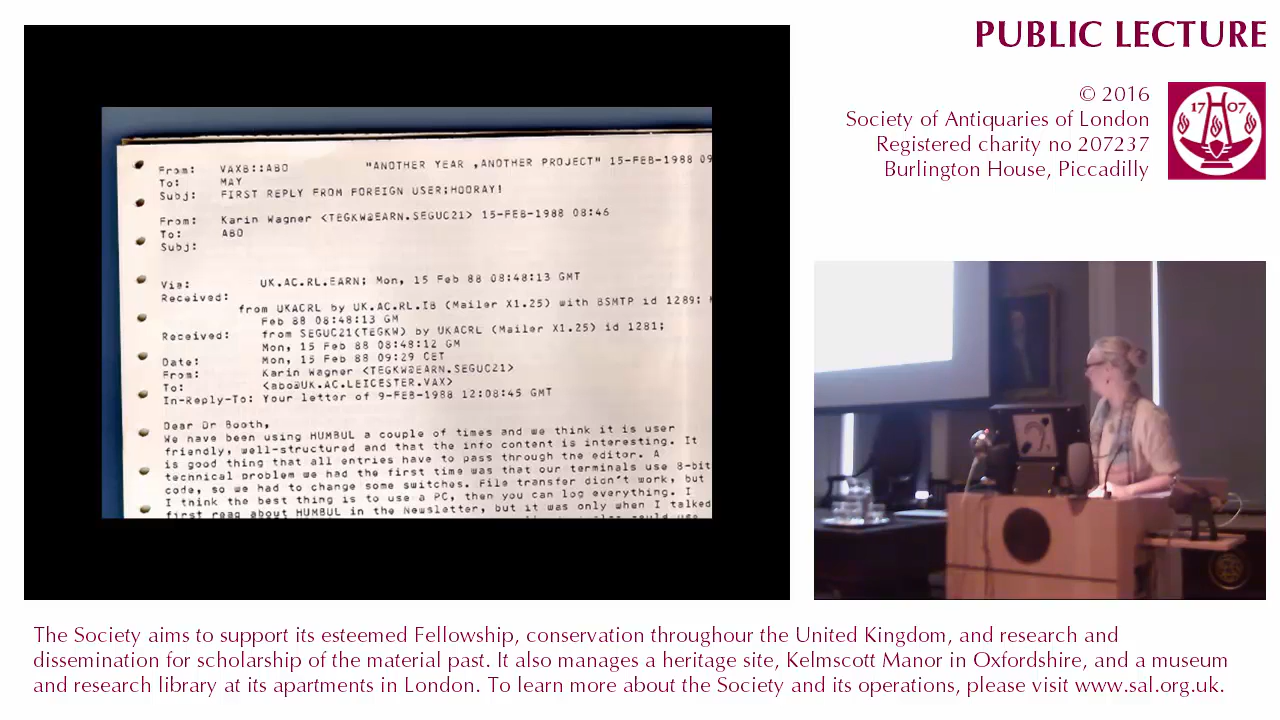 PUBLIC LECTURE
© 2016
Society of Antiquaries of London
Registered charity no 207237
Burlington House, Piccadilly
17 07
From: VAX8::ABO "ANOTHER YEAR ,ANOTHER PROJECT" 15-FEB-1988 09
To: MAY
Subj: FIRST REPLY FROM FOREIGN USER;HOORAY!
From: Karin Wagner <TEGKW@EARN.SEGUC21> 15-FEB-1988 08:46
To: ABO
Subj:
Via: UK.AC.RL.EARN; Mon, 15 Feb 88 08:48:13 GMT
Received:
from UKACRL by UK.AC.RL.IB (Mailer X1.25) with BSMTP id 1289;
Feb 88 08:48:13 GM
Received: from SEGUC21(TEGKW) by UKACRL (Mailer X1.25) id 1281;
Mon, 15 Feb 88 08:48:12 GM
Date: Mon, 15 Feb 88 09:29 CET
From: Karin Wagner <TEGKW@EARN.SEGUC21>
To: <abo@UK.AC.LEICESTER.VAX>
In-Reply-To: Your letter of 9-FEB-1988 12:08:45 GMT
Dear Dr Booth,
We have been using HUMBUL a couple of times and we think it is user
friendly, well-structured and that the info content is interesting. It
is good thing that all entries have to pass through the editor. A
technical problem we had the first time was that our terminals use 8-bit
code, so we had to change some switches. File transfer didn't work, but
I think the best thing is to use a PC, then you can log everything. I
first read about HUMBUL in the Newsletter, but it was only when I talked
The Society aims to support its esteemed Fellowship, conservation throughour the United Kingdom, and research and
dissemination for scholarship of the material past. It also manages a heritage site, Kelmscott Manor in Oxfordshire, and a museum
and research library at its apartments in London. To learn more about the Society and its operations, please visit www.sal.org.uk.